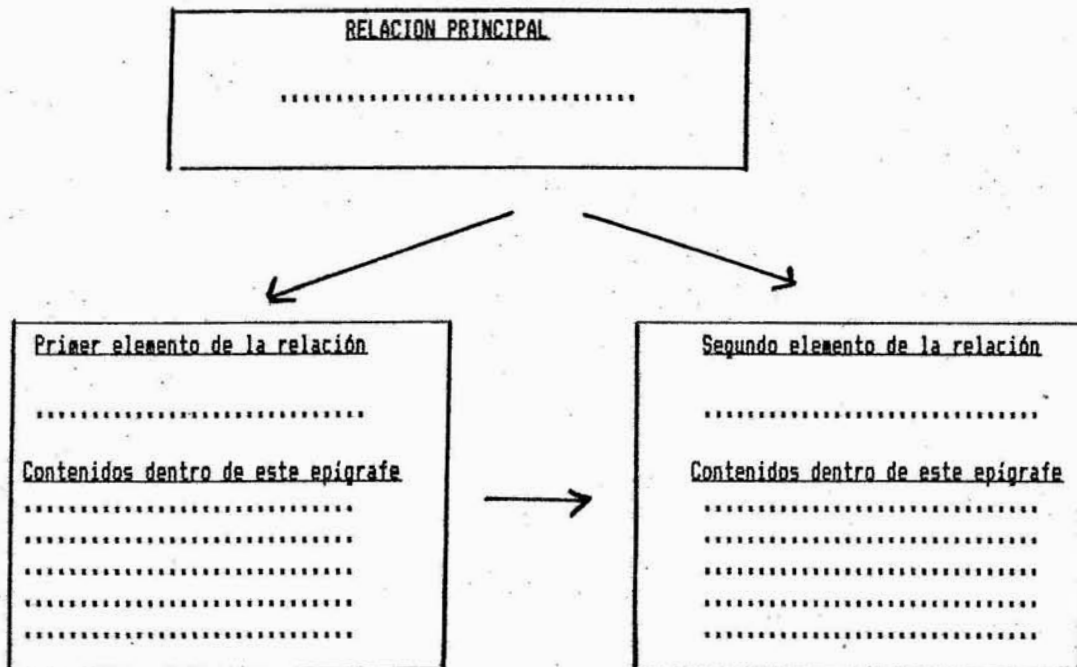 RELACION PRINCIPAL
................................
Primer elemento de la relación
..............................
Contenidos dentro de este epígrafe
..............................
..............................
..............................
..............................
..............................
Segundo elemento de la relación
..............................
Contenidos dentro de este epígrafe
..............................
..............................
..............................
..............................
..............................